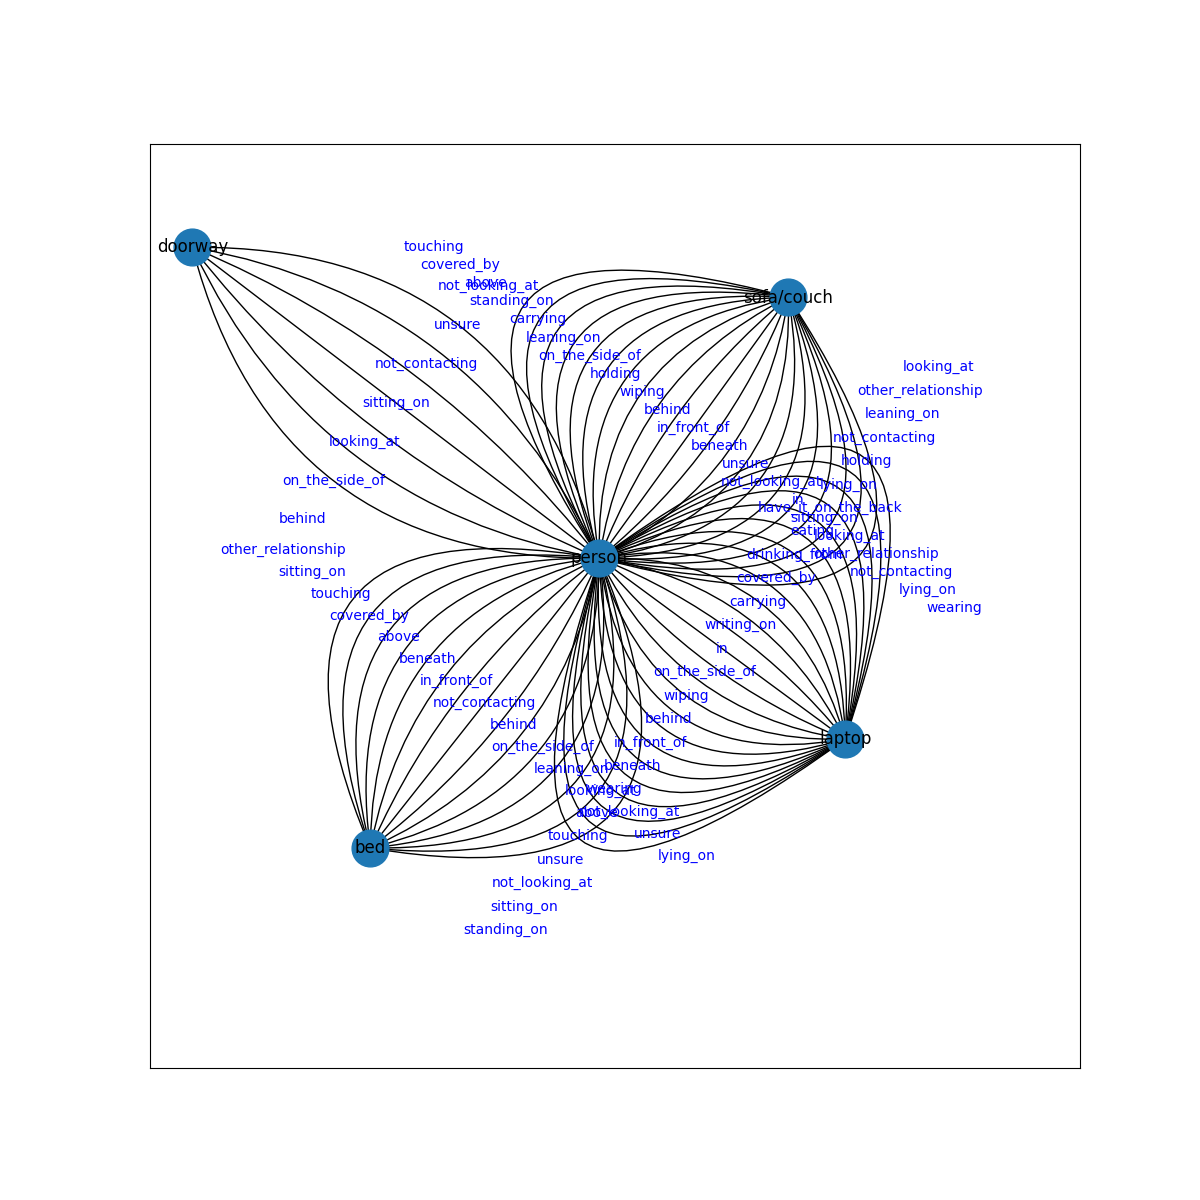 doorway
touching
covered_by
above
not_looking_at
sofa/couch
standing_on
carrying
unsure
leaning_on
on_the_side_of
not_contacting
looking_at
holding
other_relationship
wiping
sitting_on
behind
leaning_on
in_front_of
not_contacting
looking_at
beneath
holding
unsure
on_the_side_of
not_looking_at
lying_on
in
have_it_on_the_back
behind
sitting_on
eating
looking_at
other_relationship
person
drinking_from
other_relationship
sitting_on
not_contacting
covered_by
touching
lying_on
carrying
wearing
covered_by
writing_on
above
in
beneath
on_the_side_of
in_front_of
wiping
not_contacting
behind
behind
laptop
in_front_of
on_the_side_of
beneath
leaning_on
wearing
looking_at
above
not_looking_at
touching
unsure
bed
lying_on
unsure
not_looking_at
sitting_on
standing_on